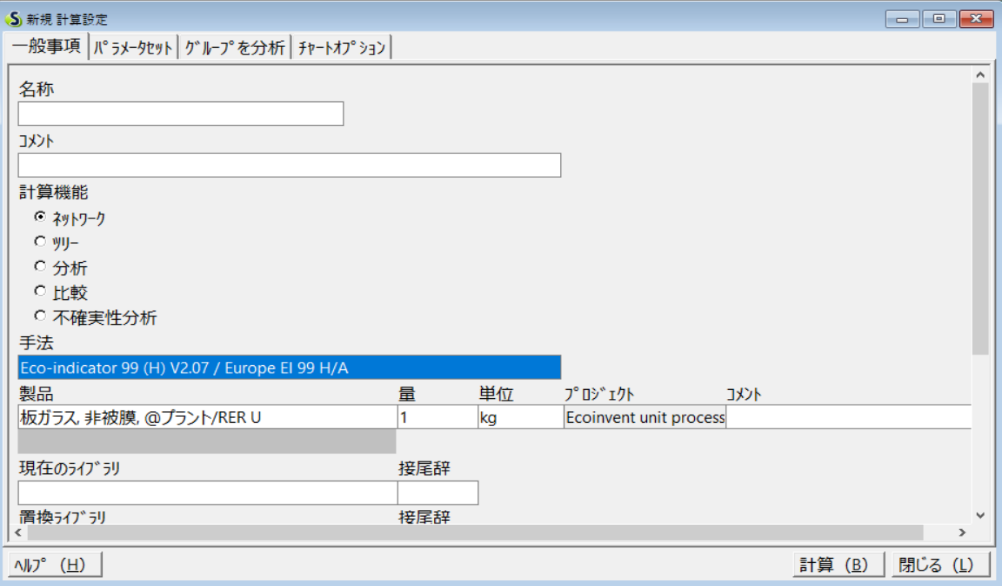 新規 計算設定
一般事項 ﾊﾟﾗﾒｰﾀｾｯﾄ ｸﾞﾙｰﾌﾟを分析 ﾁｬｰﾄｵﾌﾟｼｮﾝ
名称
ｺﾒﾝﾄ
計算機能
ﾈｯﾄﾜｰｸ
ﾂﾘｰ
分析
比較
不確実性分析
手法
Eco-indicator 99 (H) V2.07 / Europe EI 99 H/A
製品 量 単位 ﾌﾟﾛｼﾞｪｸﾄ ｺﾒﾝﾄ
板ガラス, 非被膜, @プラント/RER U 1 kg Ecoinvent unit process
現在のﾗｲﾌﾞﾗﾘ 接尾辞
置換ﾗｲﾌﾞﾗﾘ 接尾辞
ﾍﾙﾌﾟ (H) 計算 (B) 閉じる (L)